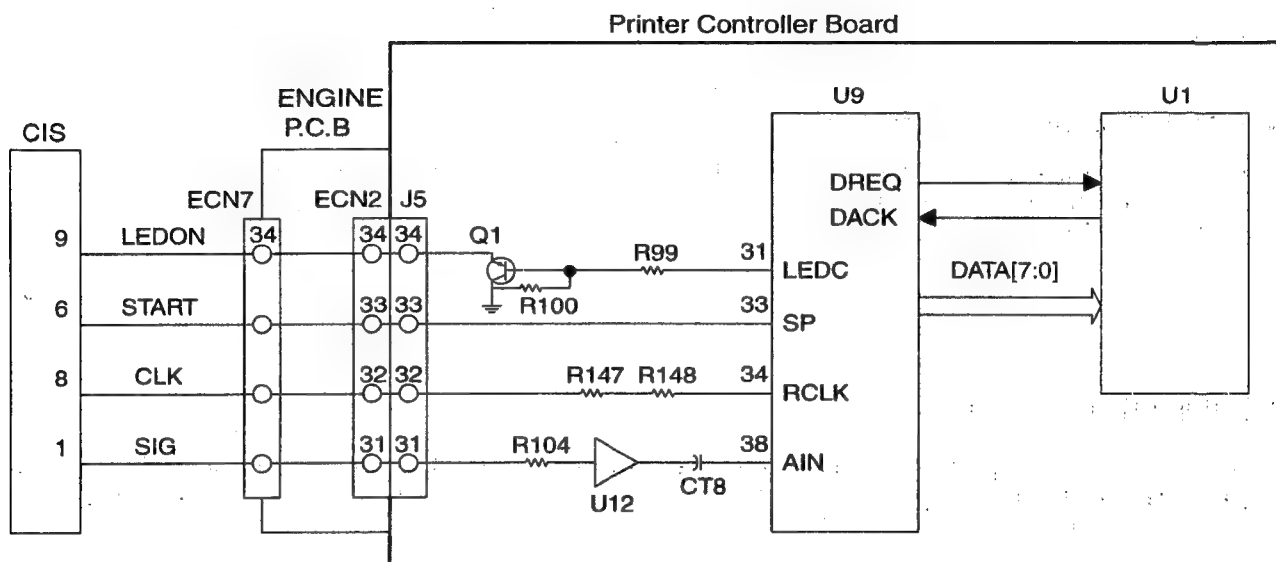 Printer Controller Board
ENGINE
P.C.B
U9
U1
CIS
ECN7
ECN2
J5
DREQ
DACK
9
LEDON
34
34
34
Q1
R99
31
LEDC
DATA[7:0]
R100
6
START
33
33
33
SP
8
CLK
32
32
R147
R148
34
RCLK
1
SIG
31
31
R104
U12
CT8
38
AIN